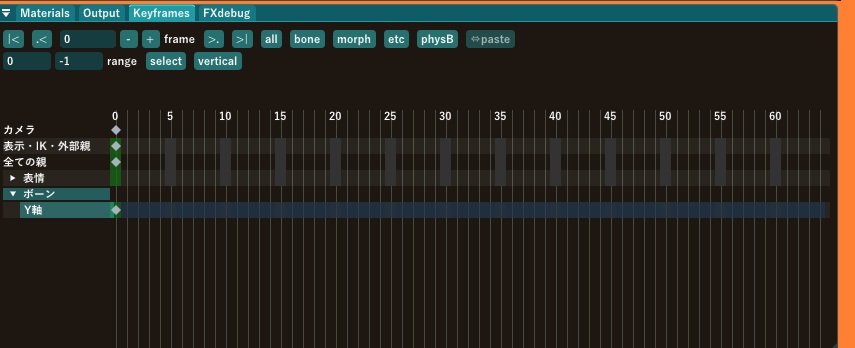 Materials Output Keyframes FXdebug
|< .< 0 - + frame >. >| all bone morph etc physB ⇔paste
0 -1 range select vertical
0 5 10 15 20 25 30 35 40 45 50 55 60
カメラ
表示・IK・外部親
全ての親
表情
ボーン
Y軸